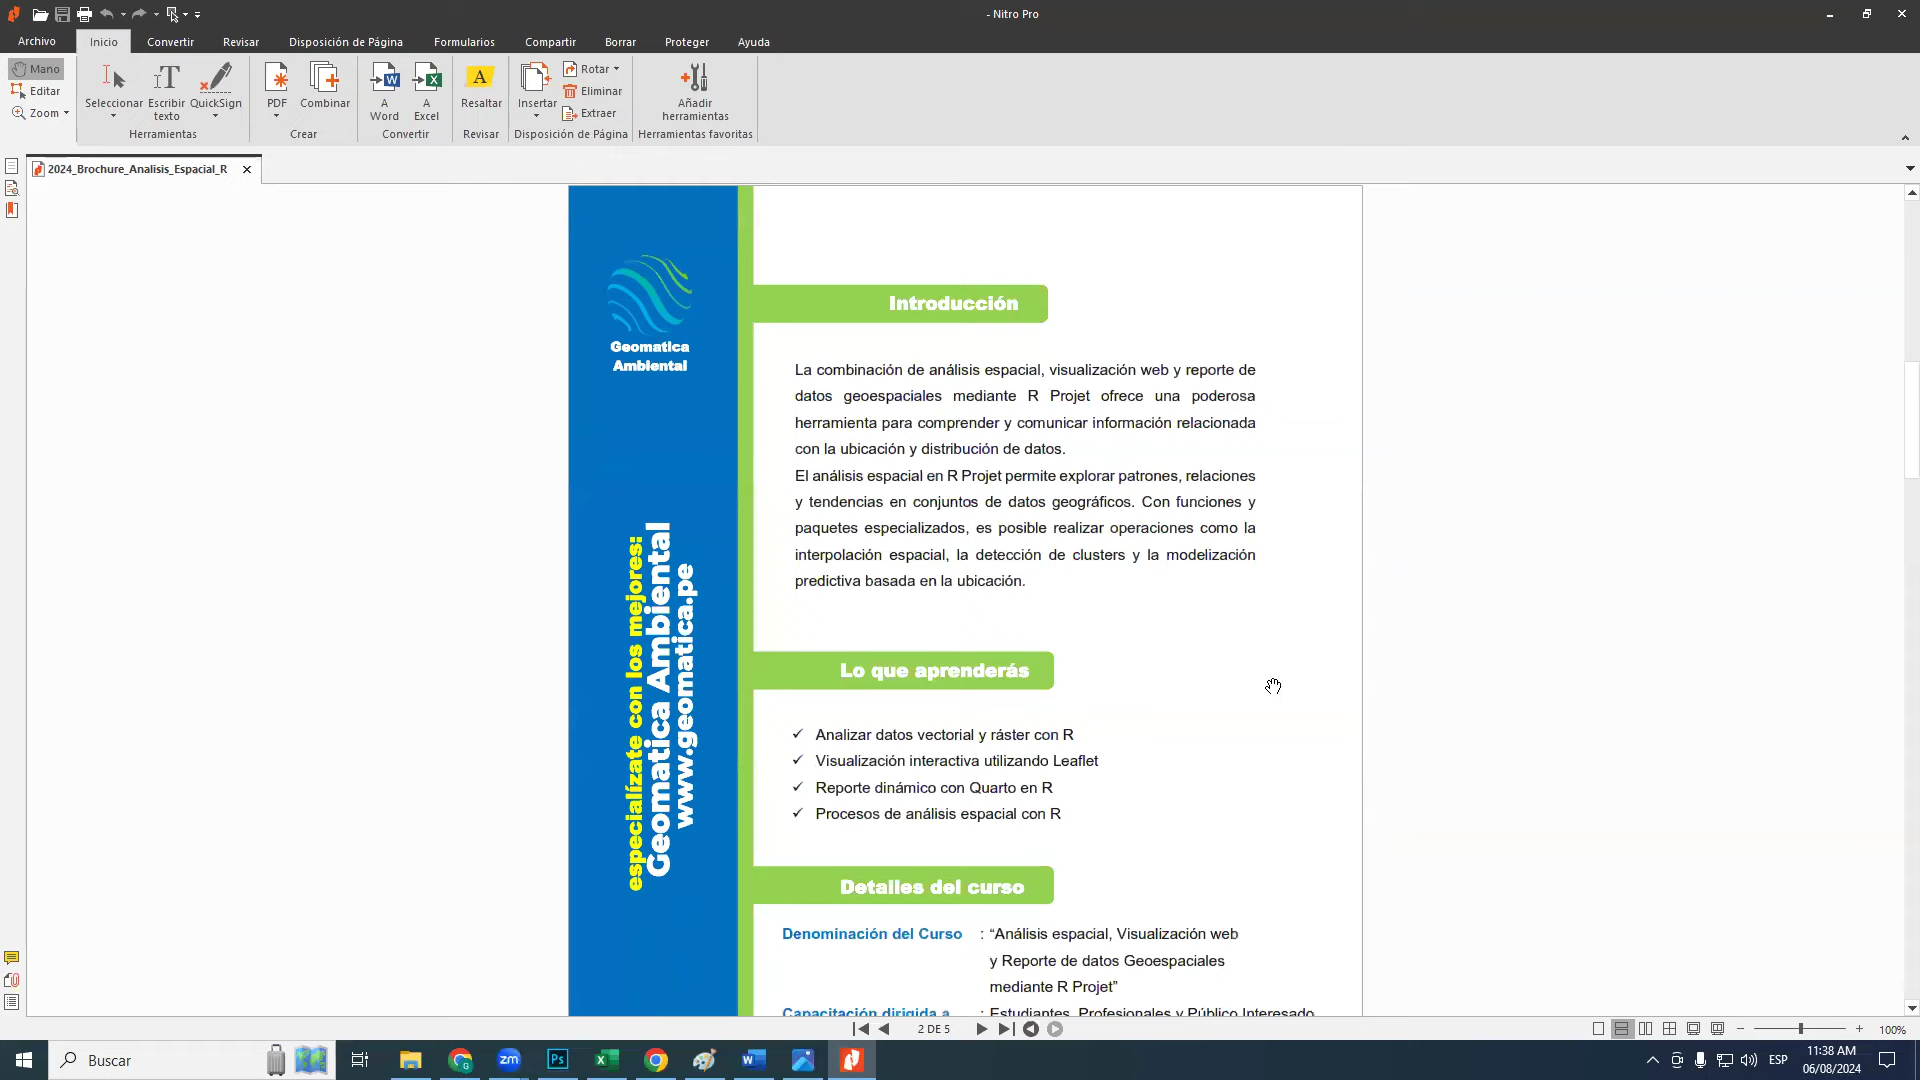 - Nitro Pro
Archivo
Inicio
Convertir
Revisar
Disposición de Página
Formularios
Compartir
Borrar
Proteger
Ayuda
Mano
Editar
Zoom
Seleccionar
Escribir
texto
QuickSign
Herramientas
PDF
Combinar
Crear
A
Word
A
Excel
Convertir
A
Resaltar
Revisar
Insertar
Rotar
Eliminar
Extraer
Disposición de Página
Añadir
herramientas
Herramientas favoritas
2024_Brochure_Analisis_Espacial_R
Geomatica
Ambiental
especialízate con los mejores:
Geomatica Ambiental
www.geomatica.pe
Introducción
La combinación de análisis espacial, visualización web y reporte de
datos geoespaciales mediante R Projet ofrece una poderosa
herramienta para comprender y comunicar información relacionada
con la ubicación y distribución de datos.
El análisis espacial en R Projet permite explorar patrones, relaciones
y tendencias en conjuntos de datos geográficos. Con funciones y
paquetes especializados, es posible realizar operaciones como la
interpolación espacial, la detección de clusters y la modelización
predictiva basada en la ubicación.
Lo que aprenderás
✓ Analizar datos vectorial y ráster con R
✓ Visualización interactiva utilizando Leaflet
✓ Reporte dinámico con Quarto en R
✓ Procesos de análisis espacial con R
Detalles del curso
Denominación del Curso : “Análisis espacial, Visualización web
y Reporte de datos Geoespaciales
mediante R Projet”
Capacitación dirigida a : Estudiantes, Profesionales y Público Interesado
2 DE 5
100%
Buscar
zm
Ps
ESP
11:38 AM
06/08/2024